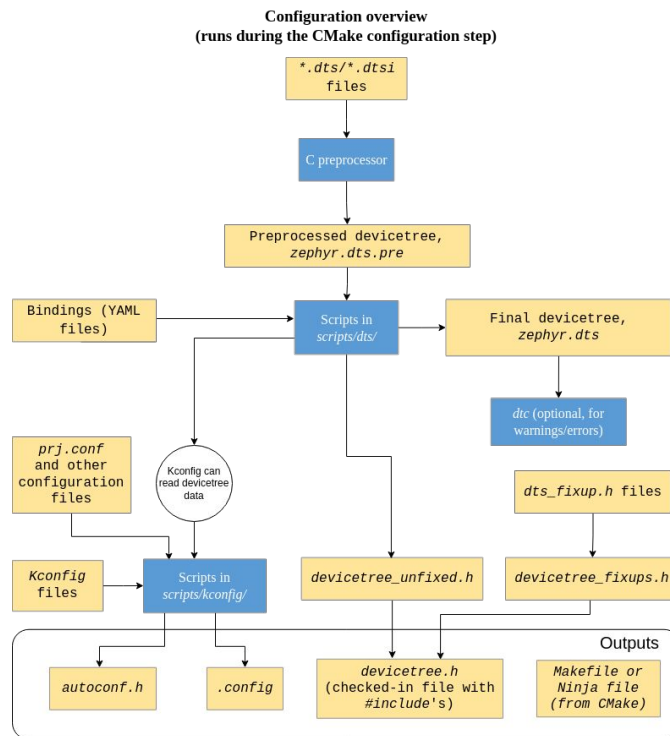 Configuration overview
(runs during the CMake configuration step)
*.dts/*.dtsi
files
C preprocessor
Preprocessed devicetree,
zephyr.dts.pre
Bindings (YAML
files)
Scripts in
scripts/dts/
Final devicetree,
zephyr.dts
dtc (optional, for
warnings/errors)
prj.conf
and other
configuration
files
Kconfig can
read devicetree
data
dts_fixup.h files
Kconfig
files
Scripts in
scripts/kconfig/
devicetree_unfixed.h
devicetree_fixups.h
Outputs
autoconf.h
.config
devicetree.h
(checked-in file with
#include's)
Makefile or
Ninja file
(from CMake)